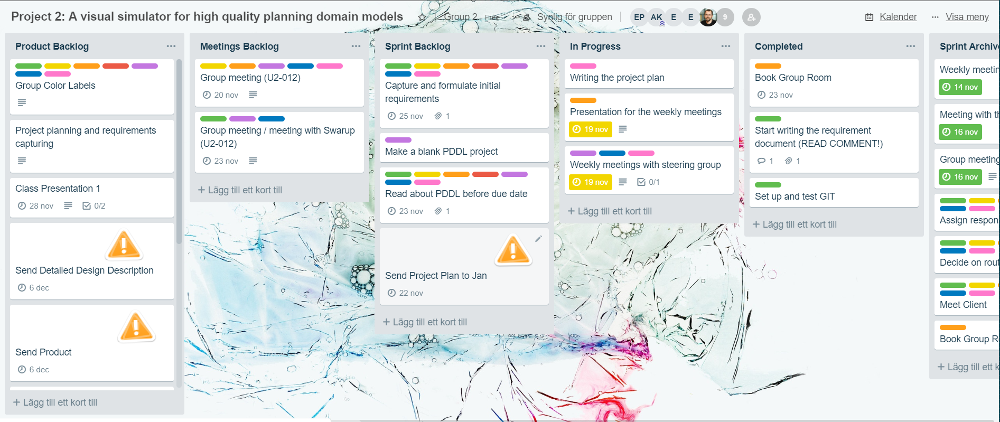 Project 2: A visual simulator for high quality planning domain models
Group 2 Free
Synlig för gruppen
EP AK E E 9
Kalender
Visa meny
Product Backlog
Group Color Labels
Project planning and requirements
capturing
Class Presentation 1
28 nov 0/2
Send Detailed Design Description
6 dec
Send Product
6 dec
+ Lägg till ett kort till
Meetings Backlog
Group meeting (U2-012)
20 nov
Group meeting / meeting with Swarup
(U2-012)
23 nov
+ Lägg till ett kort till
Sprint Backlog
Capture and formulate initial
requirements
25 nov 1
Make a blank PDDL project
Read about PDDL before due date
23 nov 1
Send Project Plan to Jan
22 nov
+ Lägg till ett kort till
In Progress
Writing the project plan
Presentation for the weekly meetings
19 nov
Weekly meetings with steering group
19 nov 0/1
+ Lägg till ett kort till
Completed
Book Group Room
23 nov
Start writing the requirement
document (READ COMMENT!)
1 1
Set up and test GIT
+ Lägg till ett kort till
Sprint Archive
Weekly meetin
14 nov
Meeting with th
16 nov
Group meeting
16 nov
Assign respon
Decide on rout
Meet Client
Book Group Ro
+ Lägg till ett k